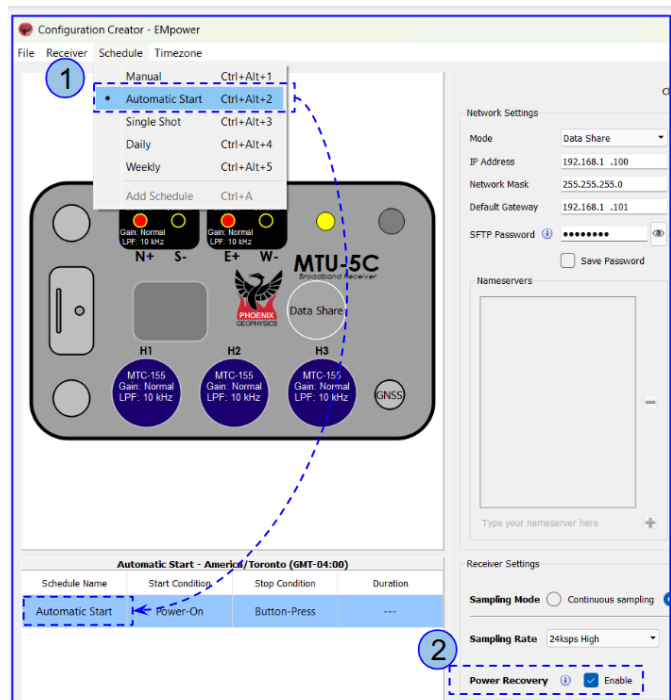 Configuration Creator - EMpower
File Receiver Schedule Timezone
1
Manual Ctrl+Alt+1
• Automatic Start Ctrl+Alt+2
Single Shot Ctrl+Alt+3
Daily Ctrl+Alt+4
Weekly Ctrl+Alt+5
Add Schedule Ctrl+A
Gain: Normal
LPF: 10 kHz
Gain: Normal
LPF: 10 kHz
N+ S- E+ W-
MTU-5C
Broadband Receiver
PHOENIX
GEOPHYSICS
Data Share
H1 H2 H3
MTC-155
Gain: Normal
LPF: 10 kHz
MTC-155
Gain: Normal
LPF: 10 kHz
MTC-155
Gain: Normal
LPF: 10 kHz
GNSS
Automatic Start - America/Toronto (GMT-04:00)
Schedule Name Start Condition Stop Condition Duration
Automatic Start Power-On Button-Press ---
Network Settings
Mode Data Share
IP Address 192.168.1 .100
Network Mask 255.255.255.0
Default Gateway 192.168.1 .101
SFTP Password ••••••••
Save Password
Nameservers
Type your nameserver here
Receiver Settings
Sampling Mode Continuous sampling
Sampling Rate 24ksps High
2
Power Recovery Enable